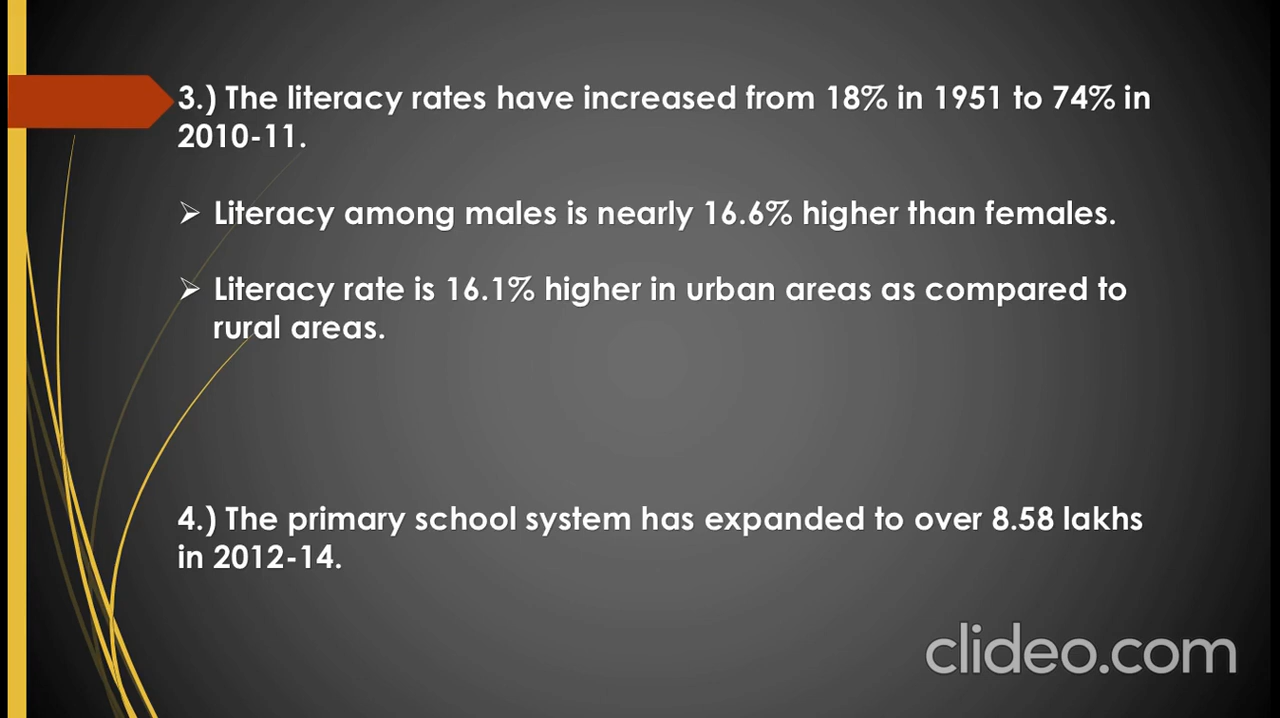 3.) The literacy rates have increased from 18% in 1951 to 74% in
2010-11.
➢ Literacy among males is nearly 16.6% higher than females.
➢ Literacy rate is 16.1% higher in urban areas as compared to
rural areas.
4.) The primary school system has expanded to over 8.58 lakhs
in 2012-14.
clideo.com